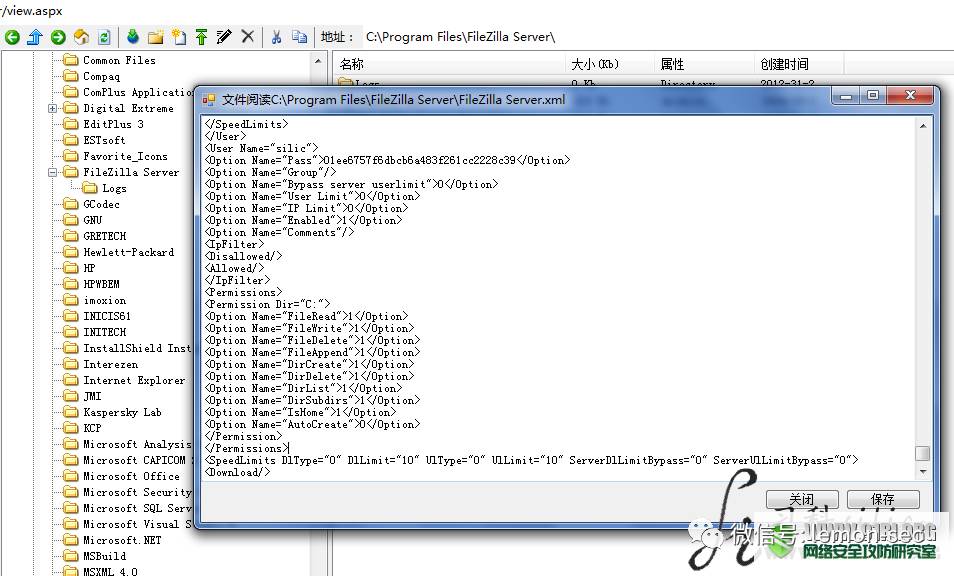 r/view.aspx
地址： C:\Program Files\FileZilla Server\
Common Files
Compaq
ComPlus Applicatio
Digital Extreme
EditPlus 3
ESTsoft
Favorite_Icons
FileZilla Server
Logs
GCodec
GNU
GRETECH
Hewlett-Packard
HP
HPWBEM
imoxion
INICIS61
INITECH
InstallShield Inst
Interezen
Internet Explorer
JMI
Kaspersky Lab
KCP
Microsoft Analysis
Microsoft CAPICOM
Microsoft Office
Microsoft Security
Microsoft SQL Serv
Microsoft Visual S
Microsoft.NET
MSBuild
MSXML 4.0
名称 大小(Kb) 属性 创建时间
Logs 0 Kb Directory
文件阅读C:\Program Files\FileZilla Server\FileZilla Server.xml
</SpeedLimits>
</User>
<User Name="silic">
<Option Name="Pass">01ee6757f6dbcb6a483f261cc2228c39</Option>
<Option Name="Group"/>
<Option Name="Bypass server userlimit">0</Option>
<Option Name="User Limit">0</Option>
<Option Name="IP Limit">0</Option>
<Option Name="Enabled">1</Option>
<Option Name="Comments"/>
<IpFilter>
<Disallowed/>
<Allowed/>
</IpFilter>
<Permissions>
<Permission Dir="C:">
<Option Name="FileRead">1</Option>
<Option Name="FileWrite">1</Option>
<Option Name="FileDelete">1</Option>
<Option Name="FileAppend">1</Option>
<Option Name="DirCreate">1</Option>
<Option Name="DirDelete">1</Option>
<Option Name="DirList">1</Option>
<Option Name="DirSubdirs">1</Option>
<Option Name="IsHome">1</Option>
<Option Name="AutoCreate">0</Option>
</Permission>
</Permissions>
<SpeedLimits DlType="0" DlLimit="10" UlType="0" UlLimit="10" ServerDlLimitBypass="0" ServerUlLimitBypass="0">
<Download/>
关闭 保存
微信号: lemon-sec
网络安全攻防研究室